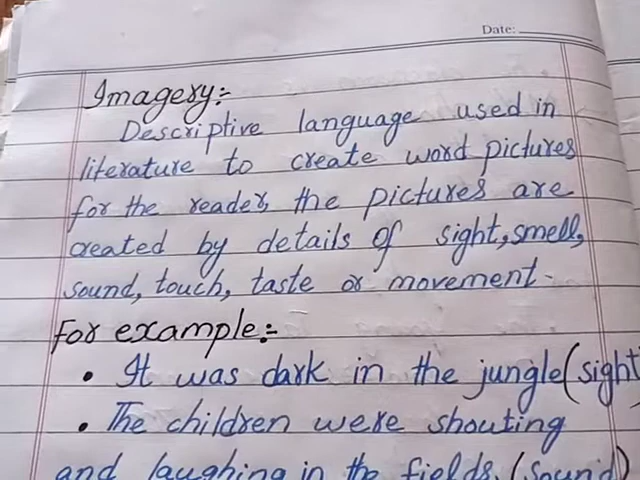 Date:
Imagery:-
Descriptive language used in
literature to create word pictures
for the reader, the pictures are
created by details of sight, smell,
sound, touch, taste or movement.
For example:-
• It was dark in the jungle (sight)
• The children were shouting
and laughing in the fields. (Sound)